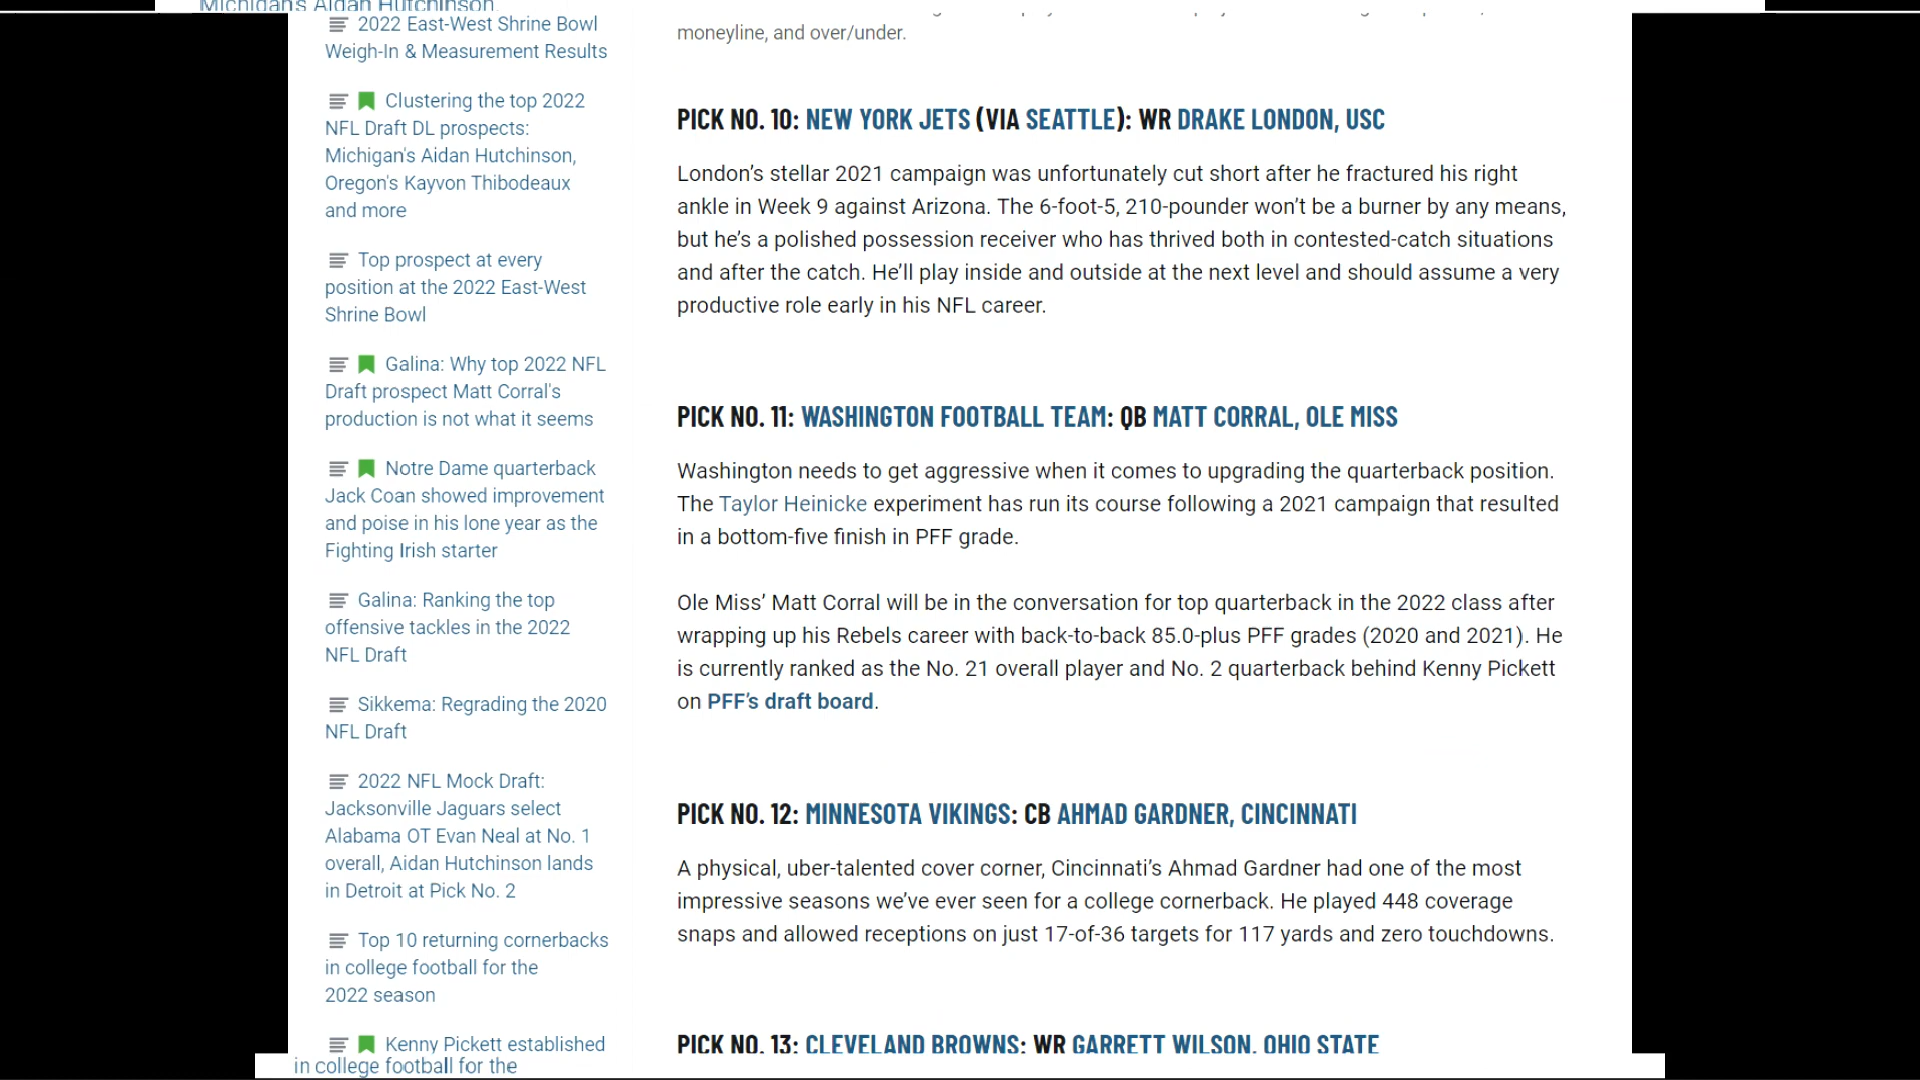 Michigan's Aidan Hutchinson
2022 East-West Shrine Bowl
Weigh-In & Measurement Results
Clustering the top 2022
NFL Draft DL prospects:
Michigan's Aidan Hutchinson,
Oregon's Kayvon Thibodeaux
and more
Top prospect at every
position at the 2022 East-West
Shrine Bowl
Galina: Why top 2022 NFL
Draft prospect Matt Corral's
production is not what it seems
Notre Dame quarterback
Jack Coan showed improvement
and poise in his lone year as the
Fighting Irish starter
Galina: Ranking the top
offensive tackles in the 2022
NFL Draft
Sikkema: Regrading the 2020
NFL Draft
2022 NFL Mock Draft:
Jacksonville Jaguars select
Alabama OT Evan Neal at No. 1
overall, Aidan Hutchinson lands
in Detroit at Pick No. 2
Top 10 returning cornerbacks
in college football for the
2022 season
Kenny Pickett established
in college football for the
moneyline, and over/under.
PICK NO. 10: NEW YORK JETS (VIA SEATTLE): WR DRAKE LONDON, USC
London’s stellar 2021 campaign was unfortunately cut short after he fractured his right
ankle in Week 9 against Arizona. The 6-foot-5, 210-pounder won’t be a burner by any means,
but he’s a polished possession receiver who has thrived both in contested-catch situations
and after the catch. He’ll play inside and outside at the next level and should assume a very
productive role early in his NFL career.
PICK NO. 11: WASHINGTON FOOTBALL TEAM: QB MATT CORRAL, OLE MISS
Washington needs to get aggressive when it comes to upgrading the quarterback position.
The Taylor Heinicke experiment has run its course following a 2021 campaign that resulted
in a bottom-five finish in PFF grade.
Ole Miss’ Matt Corral will be in the conversation for top quarterback in the 2022 class after
wrapping up his Rebels career with back-to-back 85.0-plus PFF grades (2020 and 2021). He
is currently ranked as the No. 21 overall player and No. 2 quarterback behind Kenny Pickett
on PFF’s draft board.
PICK NO. 12: MINNESOTA VIKINGS: CB AHMAD GARDNER, CINCINNATI
A physical, uber-talented cover corner, Cincinnati’s Ahmad Gardner had one of the most
impressive seasons we’ve ever seen for a college cornerback. He played 448 coverage
snaps and allowed receptions on just 17-of-36 targets for 117 yards and zero touchdowns.
PICK NO. 13: CLEVELAND BROWNS: WR GARRETT WILSON, OHIO STATE